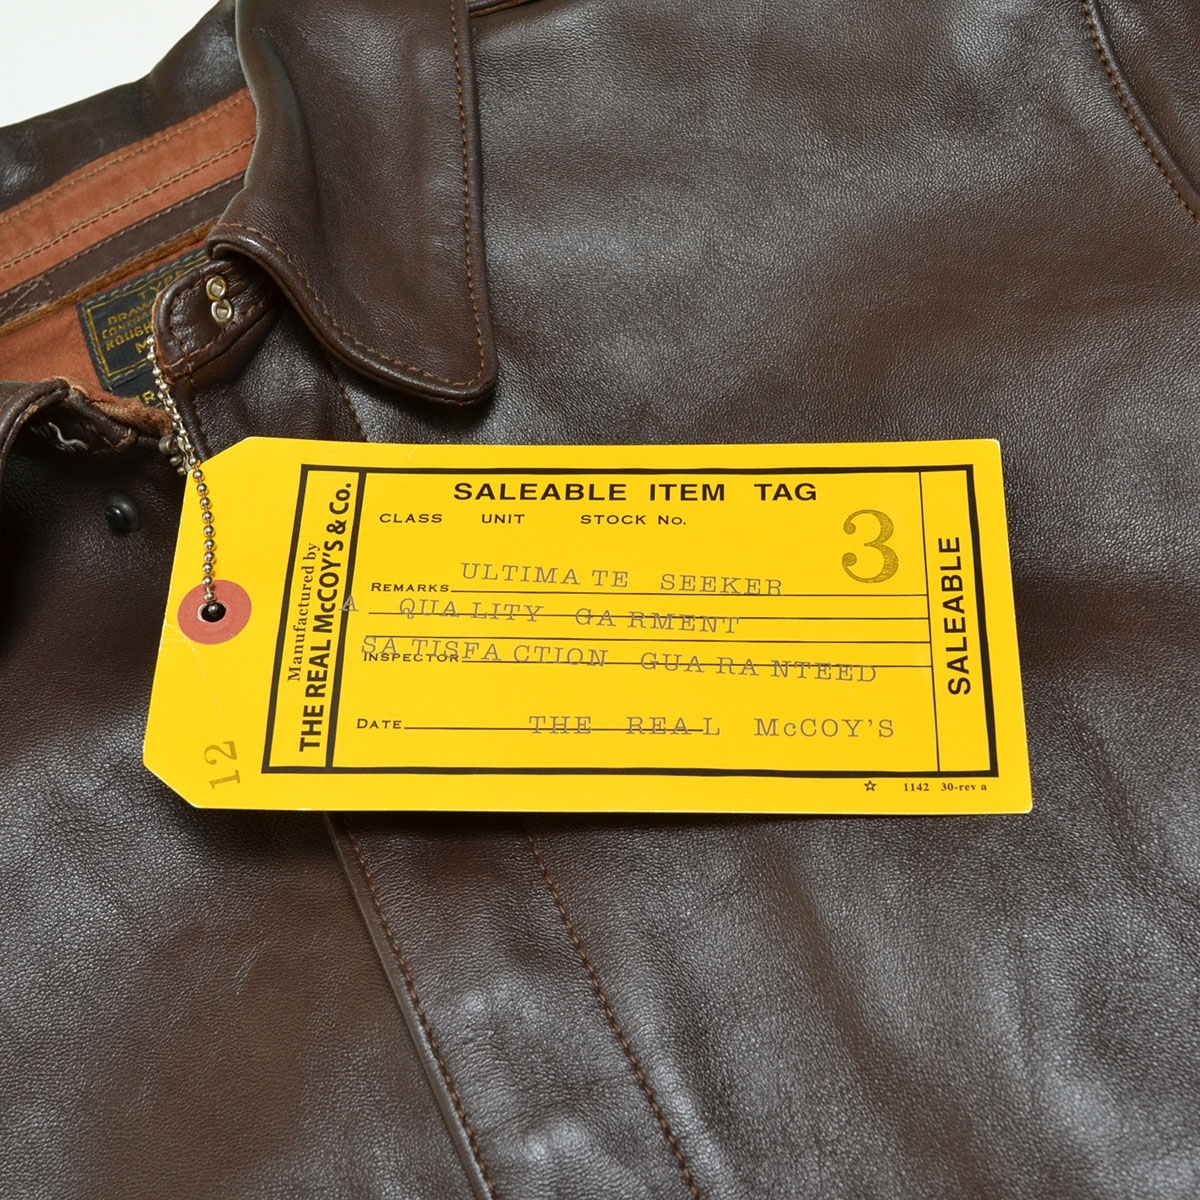 TYPE
SALEABLE ITEM TAG
CLASS UNIT STOCK No.
3
REMARKS ULTIMATE SEEKER
A QUALITY GARMENT
INSPECTOR SATISFACTION GUARANTEED
DATE THE REAL McCOY'S
Manufactured by
THE REAL McCOY'S & Co.
SALEABLE
12
☆ 1142 30-rev a